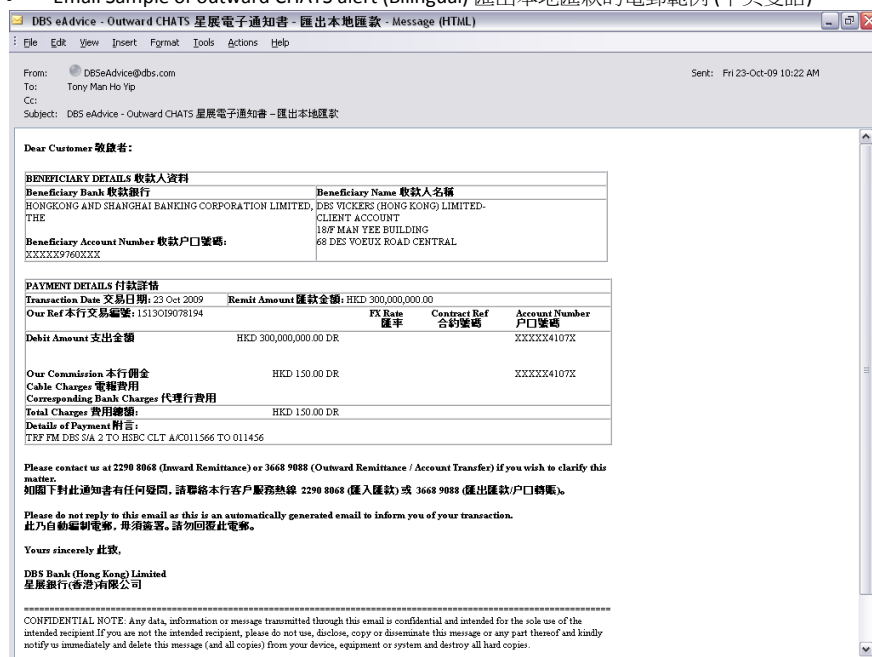 • Email Sample of outward CHATS alert (Bilingual) 匯出本地匯款的電郵範例 (中英雙語)
DBS eAdvice - Outward CHATS 星展電子通知書 - 匯出本地匯款 - Message (HTML)
File Edit View Insert Format Tools Actions Help
From: DBSeAdvice@dbs.com Sent: Fri 23-Oct-09 10:22 AM
To: Tony Man Ho Yip
Cc:
Subject: DBS eAdvice - Outward CHATS 星展電子通知書 – 匯出本地匯款
Dear Customer 敬啟者：
BENEFICIARY DETAILS 收款人資料
Beneficiary Bank 收款銀行 Beneficiary Name 收款人名稱
HONGKONG AND SHANGHAI BANKING CORPORATION LIMITED, DBS VICKERS (HONG KONG) LIMITED-
THE CLIENT ACCOUNT
18/F MAN YEE BUILDING
Beneficiary Account Number 收款戶口號碼: 68 DES VOEUX ROAD CENTRAL
XXXXX9760XXX
PAYMENT DETAILS 付款詳情
Transaction Date 交易日期: 23 Oct 2009 Remit Amount 匯款金額: HKD 300,000,000.00
Our Ref 本行交易編號: 1513OI9078194 FX Rate Contract Ref Account Number
匯率 合約號碼 戶口號碼
Debit Amount 支出金額 HKD 300,000,000.00 DR XXXXX4107X
Our Commission 本行佣金 HKD 150.00 DR XXXXX4107X
Cable Charges 電報費用
Corresponding Bank Charges 代理行費用
Total Charges 費用總額: HKD 150.00 DR
Details of Payment 附言:
TRF FM DBS S/A 2 TO HSBC CLT A/C011566 TO 011456
Please contact us at 2290 8068 (Inward Remittance) or 3668 9088 (Outward Remittance / Account Transfer) if you wish to clarify this
matter.
如閣下對此通知書有任何疑問, 請聯絡本行客戶服務熱線 2290 8068 (匯入匯款) 或 3668 9088 (匯出匯款/戶口轉賬)。
Please do not reply to this email as this is an automatically generated email to inform you of your transaction.
此乃自動編制電郵, 毋須簽署。請勿回覆此電郵。
Yours sincerely 此致,
DBS Bank (Hong Kong) Limited
星展銀行(香港)有限公司
CONFIDENTIAL NOTE: Any data, information or message transmitted through this email is confidential and intended for the sole use of the
intended recipient.If you are not the intended recipient, please do not use, disclose, copy or disseminate this message or any part thereof and kindly
notify us immediately and delete this message (and all copies) from your device, equipment or system and destroy all hard
copies.